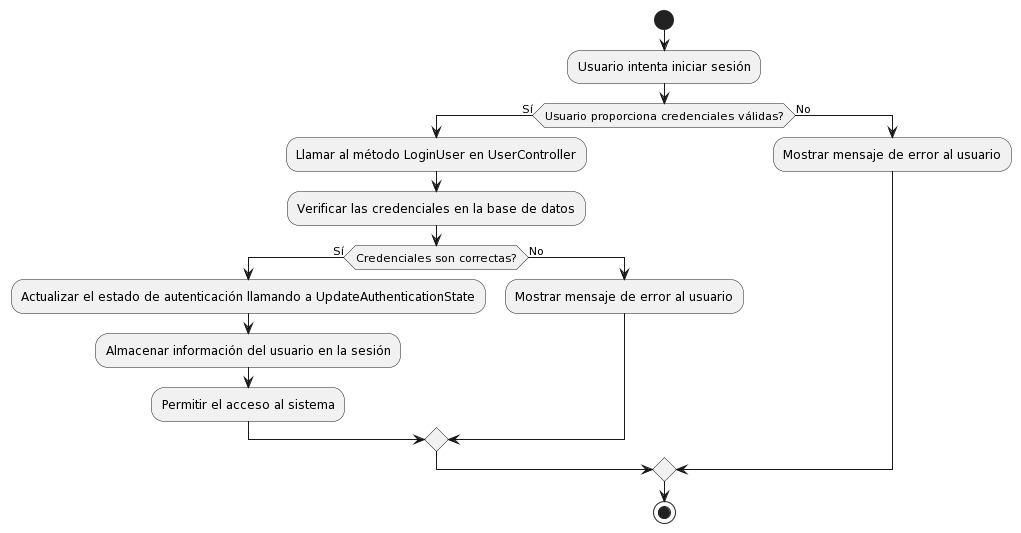 Usuario intenta iniciar sesión
Sí
Usuario proporciona credenciales válidas?
No
Llamar al método LoginUser en UserController
Mostrar mensaje de error al usuario
Verificar las credenciales en la base de datos
Sí
Credenciales son correctas?
No
Actualizar el estado de autenticación llamando a UpdateAuthenticationState
Mostrar mensaje de error al usuario
Almacenar información del usuario en la sesión
Permitir el acceso al sistema